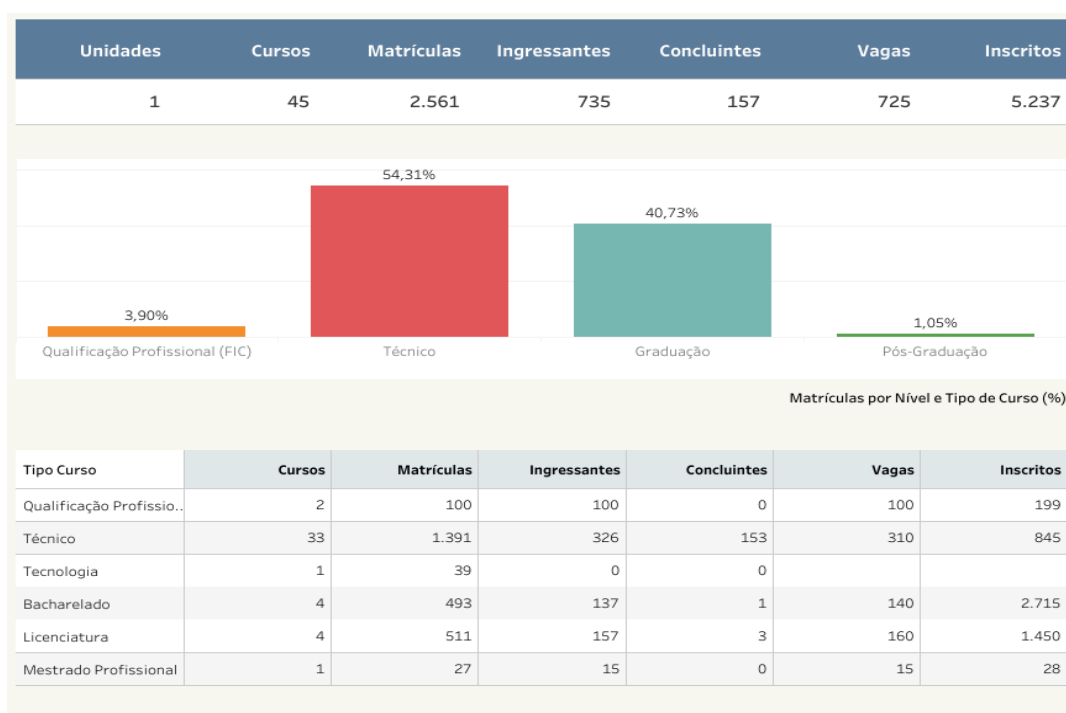 Unidades Cursos Matrículas Ingressantes Concluintes Vagas Inscritos
1 45 2.561 735 157 725 5.237
54,31%
40,73%
3,90%
1,05%
Qualificação Profissional (FIC) Técnico Graduação Pós-Graduação
Matrículas por Nível e Tipo de Curso (%)
Tipo Curso Cursos Matrículas Ingressantes Concluintes Vagas Inscritos
Qualificação Profissio.. 2 100 100 0 100 199
Técnico 33 1.391 326 153 310 845
Tecnologia 1 39 0 0
Bacharelado 4 493 137 1 140 2.715
Licenciatura 4 511 157 3 160 1.450
Mestrado Profissional 1 27 15 0 15 28